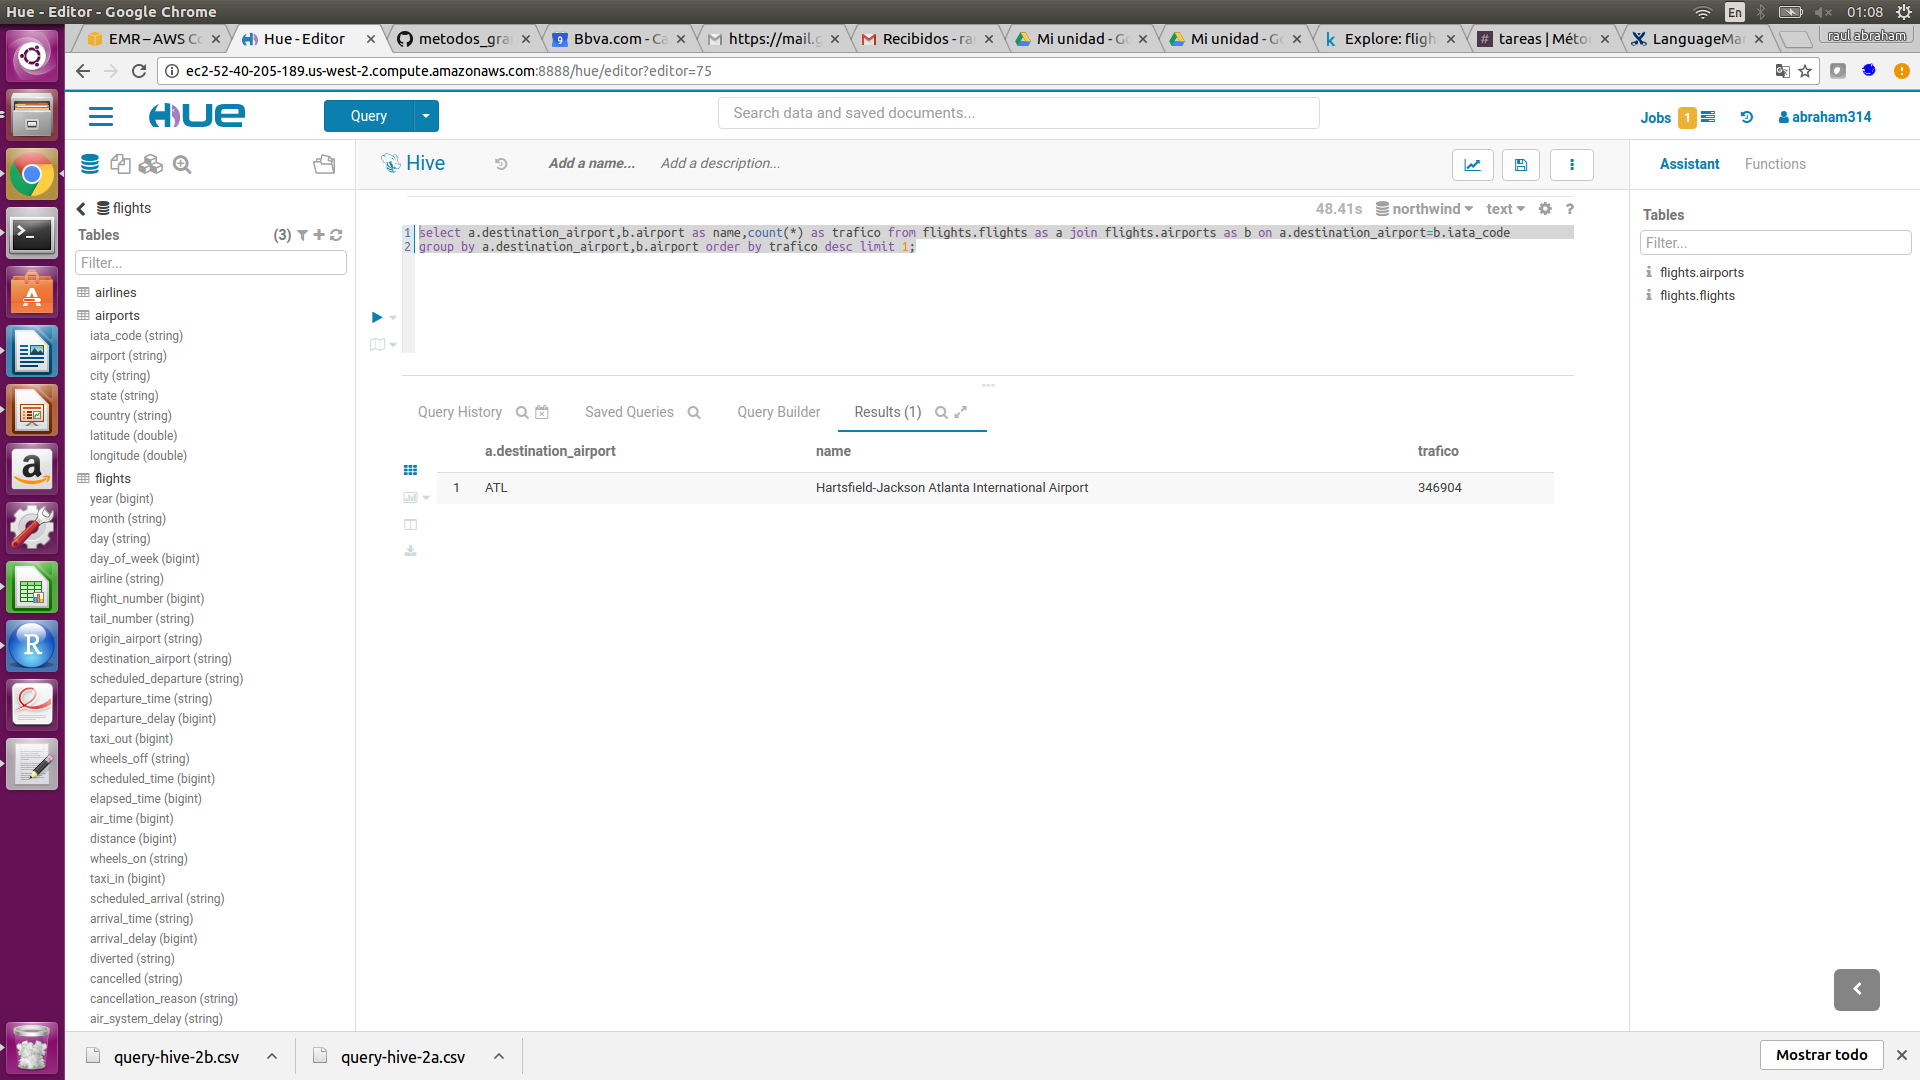 Hue - Editor - Google Chrome
En
01:08
EMR – AWS Co
Hue - Editor
metodos_gra
Bbva.com - Ca
https://mail.g
Recibidos - ra
Mi unidad - Go
Mi unidad - Go
Explore: fligh
tareas | Méto
LanguageMan
raul abraham
ec2-52-40-205-189.us-west-2.compute.amazonaws.com:8888/hue/editor?editor=75
HUE
Query
Search data and saved documents...
Jobs 1
abraham314
Hive
Add a name...
Add a description...
Assistant
Functions
flights
Tables
(3)
Filter...
airlines
airports
iata_code (string)
airport (string)
city (string)
state (string)
country (string)
latitude (double)
longitude (double)
flights
year (bigint)
month (string)
day (string)
day_of_week (bigint)
airline (string)
flight_number (bigint)
tail_number (string)
origin_airport (string)
destination_airport (string)
scheduled_departure (string)
departure_time (string)
departure_delay (bigint)
taxi_out (bigint)
wheels_off (string)
scheduled_time (bigint)
elapsed_time (bigint)
air_time (bigint)
distance (bigint)
wheels_on (string)
taxi_in (bigint)
scheduled_arrival (string)
arrival_time (string)
arrival_delay (bigint)
diverted (string)
cancelled (string)
cancellation_reason (string)
air_system_delay (string)
48.41s
northwind
text
?
1 select a.destination_airport,b.airport as name,count(*) as trafico from flights.flights as a join flights.airports as b on a.destination_airport=b.iata_code
2 group by a.destination_airport,b.airport order by trafico desc limit 1;
Query History
Saved Queries
Query Builder
Results (1)
a.destination_airport name trafico
1 ATL Hartsfield-Jackson Atlanta International Airport 346904
Tables
Filter...
flights.airports
flights.flights
query-hive-2b.csv
query-hive-2a.csv
Mostrar todo